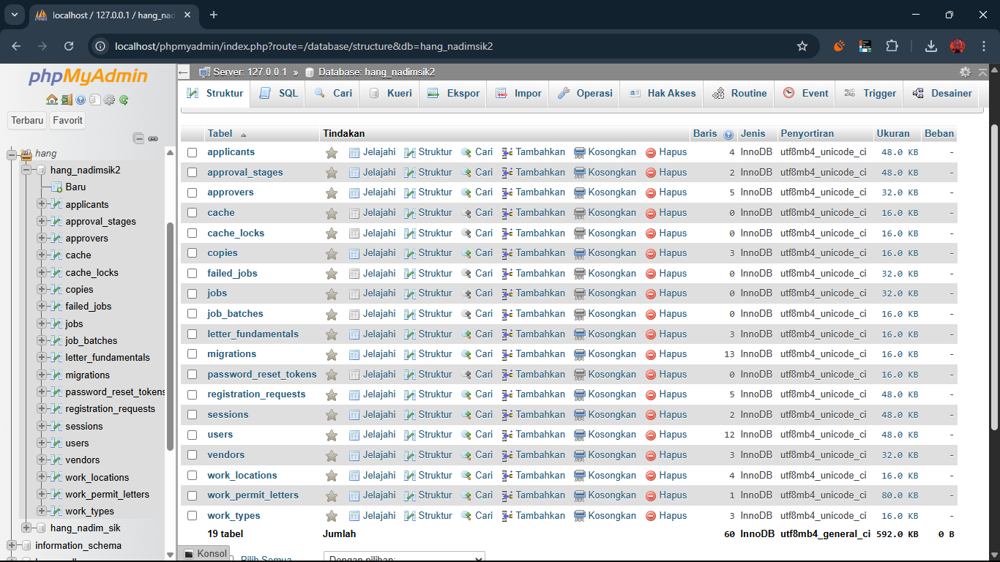 localhost / 127.0.0.1 / hang_nad
localhost/phpmyadmin/index.php?route=/database/structure&db=hang_nadimsik2
phpMyAdmin
Terbaru Favorit
hang
hang_nadimsik2
Baru
applicants
approval_stages
approvers
cache
cache_locks
copies
failed_jobs
jobs
job_batches
letter_fundamentals
migrations
password_reset_tokens
registration_requests
sessions
users
vendors
work_locations
work_permit_letters
work_types
hang_nadim_sik
information_schema
Server: 127.0.0.1 » Database: hang_nadimsik2
Struktur SQL Cari Kueri Ekspor Impor Operasi Hak Akses Routine Event Trigger Desainer
Tabel Tindakan Baris Jenis Penyortiran Ukuran Beban
applicants Jelajahi Struktur Cari Tambahkan Kosongkan Hapus 4 InnoDB utf8mb4_unicode_ci 48.0 KB -
approval_stages Jelajahi Struktur Cari Tambahkan Kosongkan Hapus 2 InnoDB utf8mb4_unicode_ci 48.0 KB -
approvers Jelajahi Struktur Cari Tambahkan Kosongkan Hapus 5 InnoDB utf8mb4_unicode_ci 32.0 KB -
cache Jelajahi Struktur Cari Tambahkan Kosongkan Hapus 0 InnoDB utf8mb4_unicode_ci 16.0 KB -
cache_locks Jelajahi Struktur Cari Tambahkan Kosongkan Hapus 0 InnoDB utf8mb4_unicode_ci 16.0 KB -
copies Jelajahi Struktur Cari Tambahkan Kosongkan Hapus 3 InnoDB utf8mb4_unicode_ci 16.0 KB -
failed_jobs Jelajahi Struktur Cari Tambahkan Kosongkan Hapus 0 InnoDB utf8mb4_unicode_ci 32.0 KB -
jobs Jelajahi Struktur Cari Tambahkan Kosongkan Hapus 0 InnoDB utf8mb4_unicode_ci 32.0 KB -
job_batches Jelajahi Struktur Cari Tambahkan Kosongkan Hapus 0 InnoDB utf8mb4_unicode_ci 16.0 KB -
letter_fundamentals Jelajahi Struktur Cari Tambahkan Kosongkan Hapus 3 InnoDB utf8mb4_unicode_ci 16.0 KB -
migrations Jelajahi Struktur Cari Tambahkan Kosongkan Hapus 13 InnoDB utf8mb4_unicode_ci 16.0 KB -
password_reset_tokens Jelajahi Struktur Cari Tambahkan Kosongkan Hapus 0 InnoDB utf8mb4_unicode_ci 16.0 KB -
registration_requests Jelajahi Struktur Cari Tambahkan Kosongkan Hapus 5 InnoDB utf8mb4_unicode_ci 48.0 KB -
sessions Jelajahi Struktur Cari Tambahkan Kosongkan Hapus 2 InnoDB utf8mb4_unicode_ci 48.0 KB -
users Jelajahi Struktur Cari Tambahkan Kosongkan Hapus 12 InnoDB utf8mb4_unicode_ci 48.0 KB -
vendors Jelajahi Struktur Cari Tambahkan Kosongkan Hapus 3 InnoDB utf8mb4_unicode_ci 32.0 KB -
work_locations Jelajahi Struktur Cari Tambahkan Kosongkan Hapus 4 InnoDB utf8mb4_unicode_ci 16.0 KB -
work_permit_letters Jelajahi Struktur Cari Tambahkan Kosongkan Hapus 1 InnoDB utf8mb4_unicode_ci 80.0 KB -
work_types Jelajahi Struktur Cari Tambahkan Kosongkan Hapus 3 InnoDB utf8mb4_unicode_ci 16.0 KB -
19 tabel Jumlah 60 InnoDB utf8mb4_general_ci 592.0 KB 0 B
Konsol Pilih Semua Dengan pilihan: